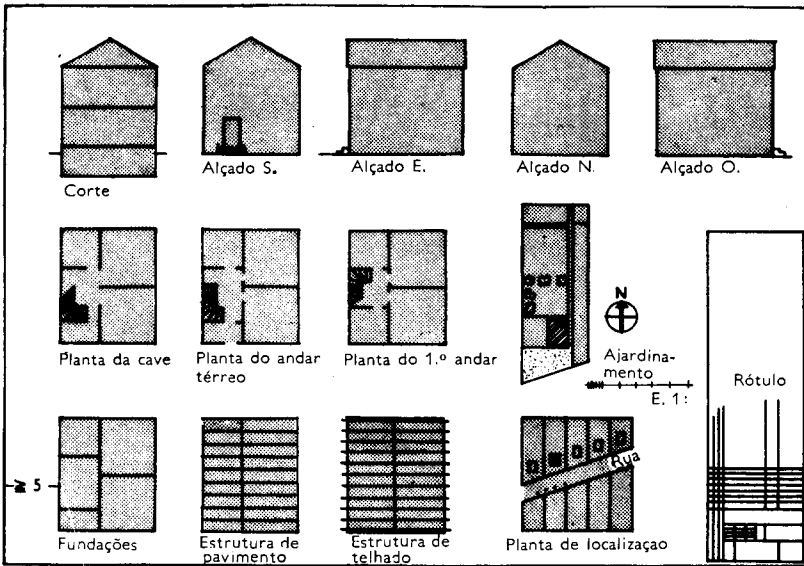 Corte
Alçado S.
Alçado E.
Alçado N.
Alçado O.
Planta da cave
Planta do andar
térreo
Planta do 1.º andar
N
Ajardina-
mento
E. 1:
Rótulo
5
Fundações
Estrutura de
pavimento
Estrutura de
telhado
Rua
Planta de localizaçao